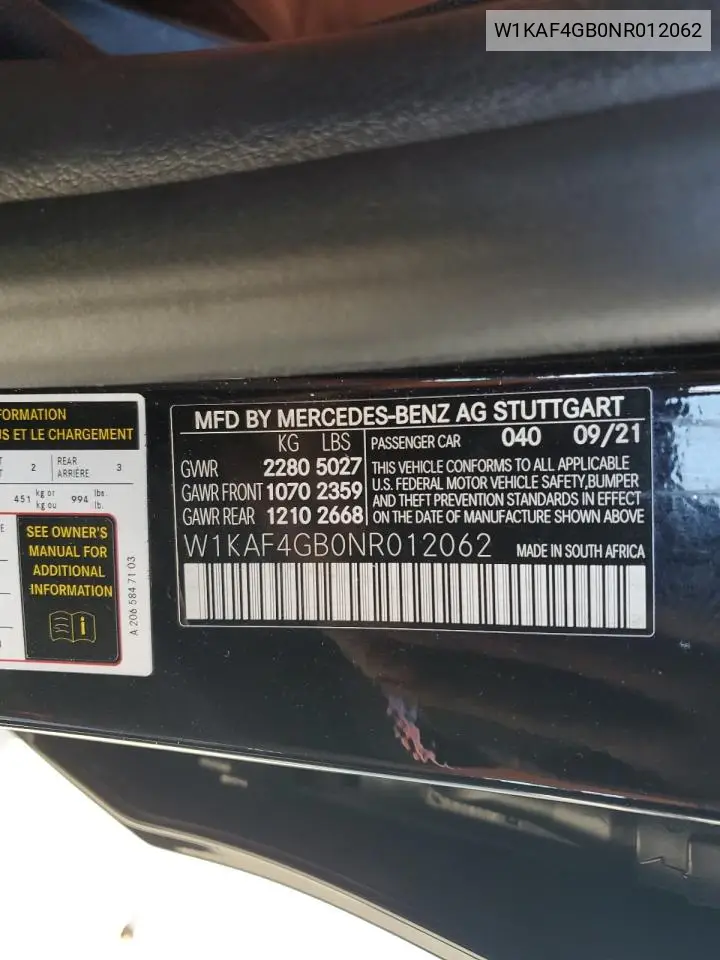 W1KAF4GB0NR012062
FORMATION
S ET LE CHARGEMENT
2 REAR ARRIÈRE 3
451 kg or kg ou 994 lbs. lb.
SEE OWNER'S
MANUAL FOR
ADDITIONAL
INFORMATION
A 206 584 71 03
MFD BY MERCEDES-BENZ AG STUTTGART
KG LBS PASSENGER CAR 040 09/21
GVWR 2280 5027
GAWR FRONT 1070 2359
GAWR REAR 1210 2668
THIS VEHICLE CONFORMS TO ALL APPLICABLE
U.S. FEDERAL MOTOR VEHICLE SAFETY,BUMPER
AND THEFT PREVENTION STANDARDS IN EFFECT
ON THE DATE OF MANUFACTURE SHOWN ABOVE
W1KAF4GB0NR012062 MADE IN SOUTH AFRICA